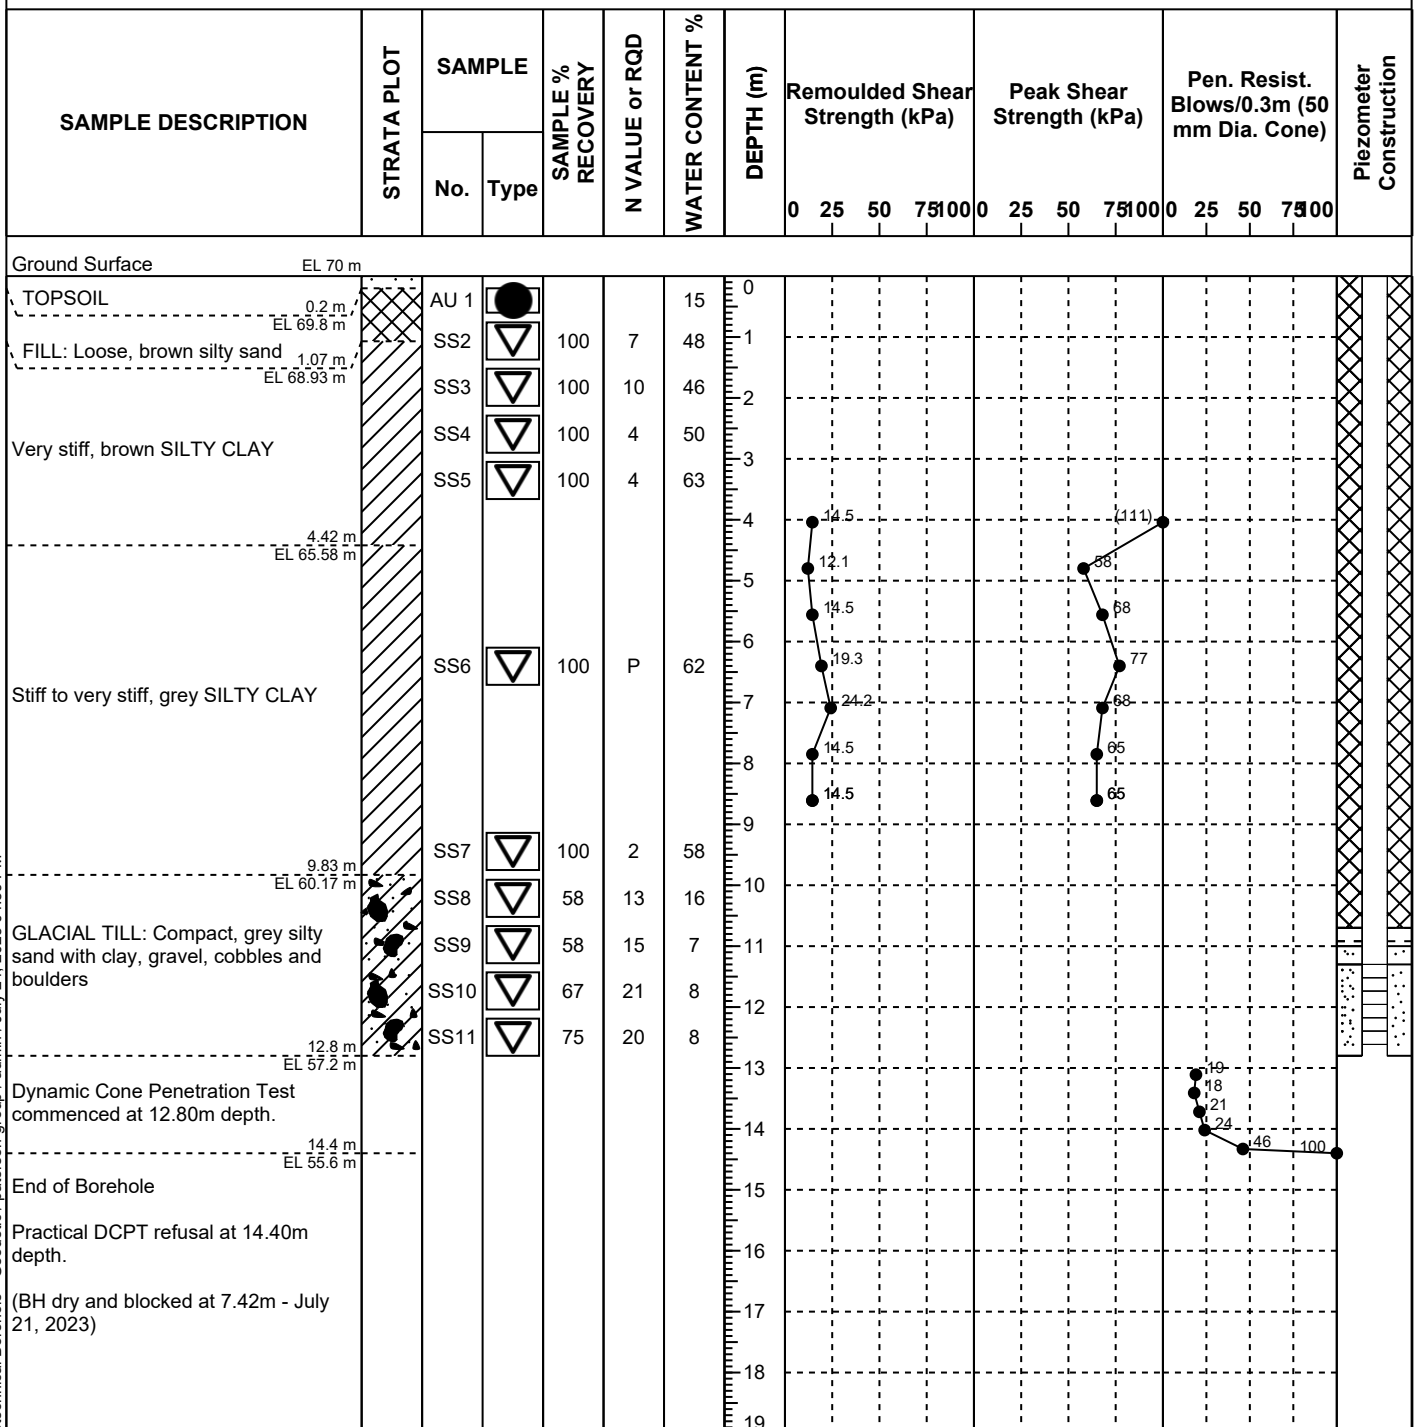 SAMPLE DESCRIPTION
STRATA PLOT
SAMPLE
No. Type
SAMPLE % RECOVERY
N VALUE or RQD
WATER CONTENT %
DEPTH (m)
Remoulded Shear
Strength (kPa)
0 25 50 75 100
Peak Shear
Strength (kPa)
0 25 50 75 100
Pen. Resist.
Blows/0.3m (50
mm Dia. Cone)
0 25 50 75 100
Piezometer
Construction
Ground Surface EL 70 m
TOPSOIL 0.2 m
EL 69.8 m
FILL: Loose, brown silty sand 1.07 m
EL 68.93 m
Very stiff, brown SILTY CLAY
4.42 m
EL 65.58 m
Stiff to very stiff, grey SILTY CLAY
9.83 m
EL 60.17 m
GLACIAL TILL: Compact, grey silty
sand with clay, gravel, cobbles and
boulders
12.8 m
EL 57.2 m
Dynamic Cone Penetration Test
commenced at 12.80m depth.
14.4 m
EL 55.6 m
End of Borehole
Practical DCPT refusal at 14.40m
depth.
(BH dry and blocked at 7.42m - July
21, 2023)
AU 1 15
SS2 100 7 48
SS3 100 10 46
SS4 100 4 50
SS5 100 4 63
SS6 100 P 62
SS7 100 2 58
SS8 58 13 16
SS9 58 15 7
SS10 67 21 8
SS11 75 20 8
0
1
2
3
4
5
6
7
8
9
10
11
12
13
14
15
16
17
18
19
14.5
12.1
14.5
19.3
24.2
14.5
14.5
(111)
58
68
77
68
65
65
19
18
21
24
46
100